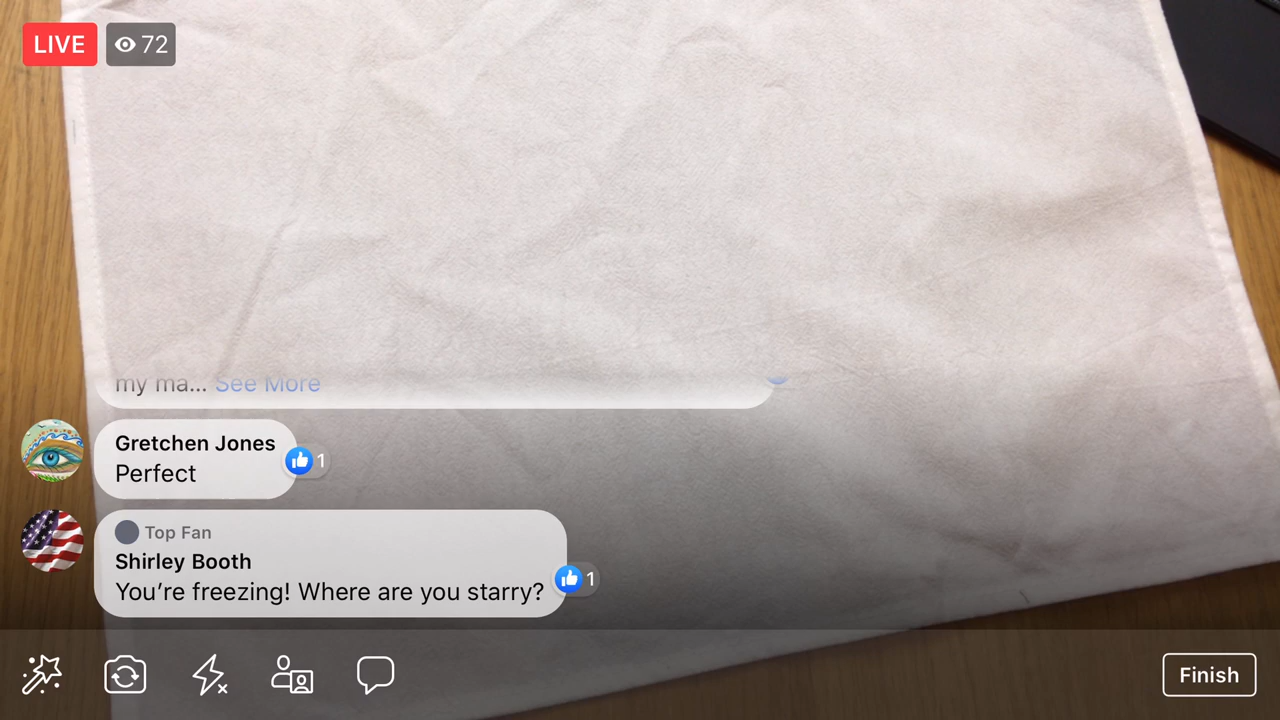 LIVE
72
my ma... See More
Gretchen Jones
Perfect
1
Top Fan
Shirley Booth
You’re freezing! Where are you starry?
1
Finish